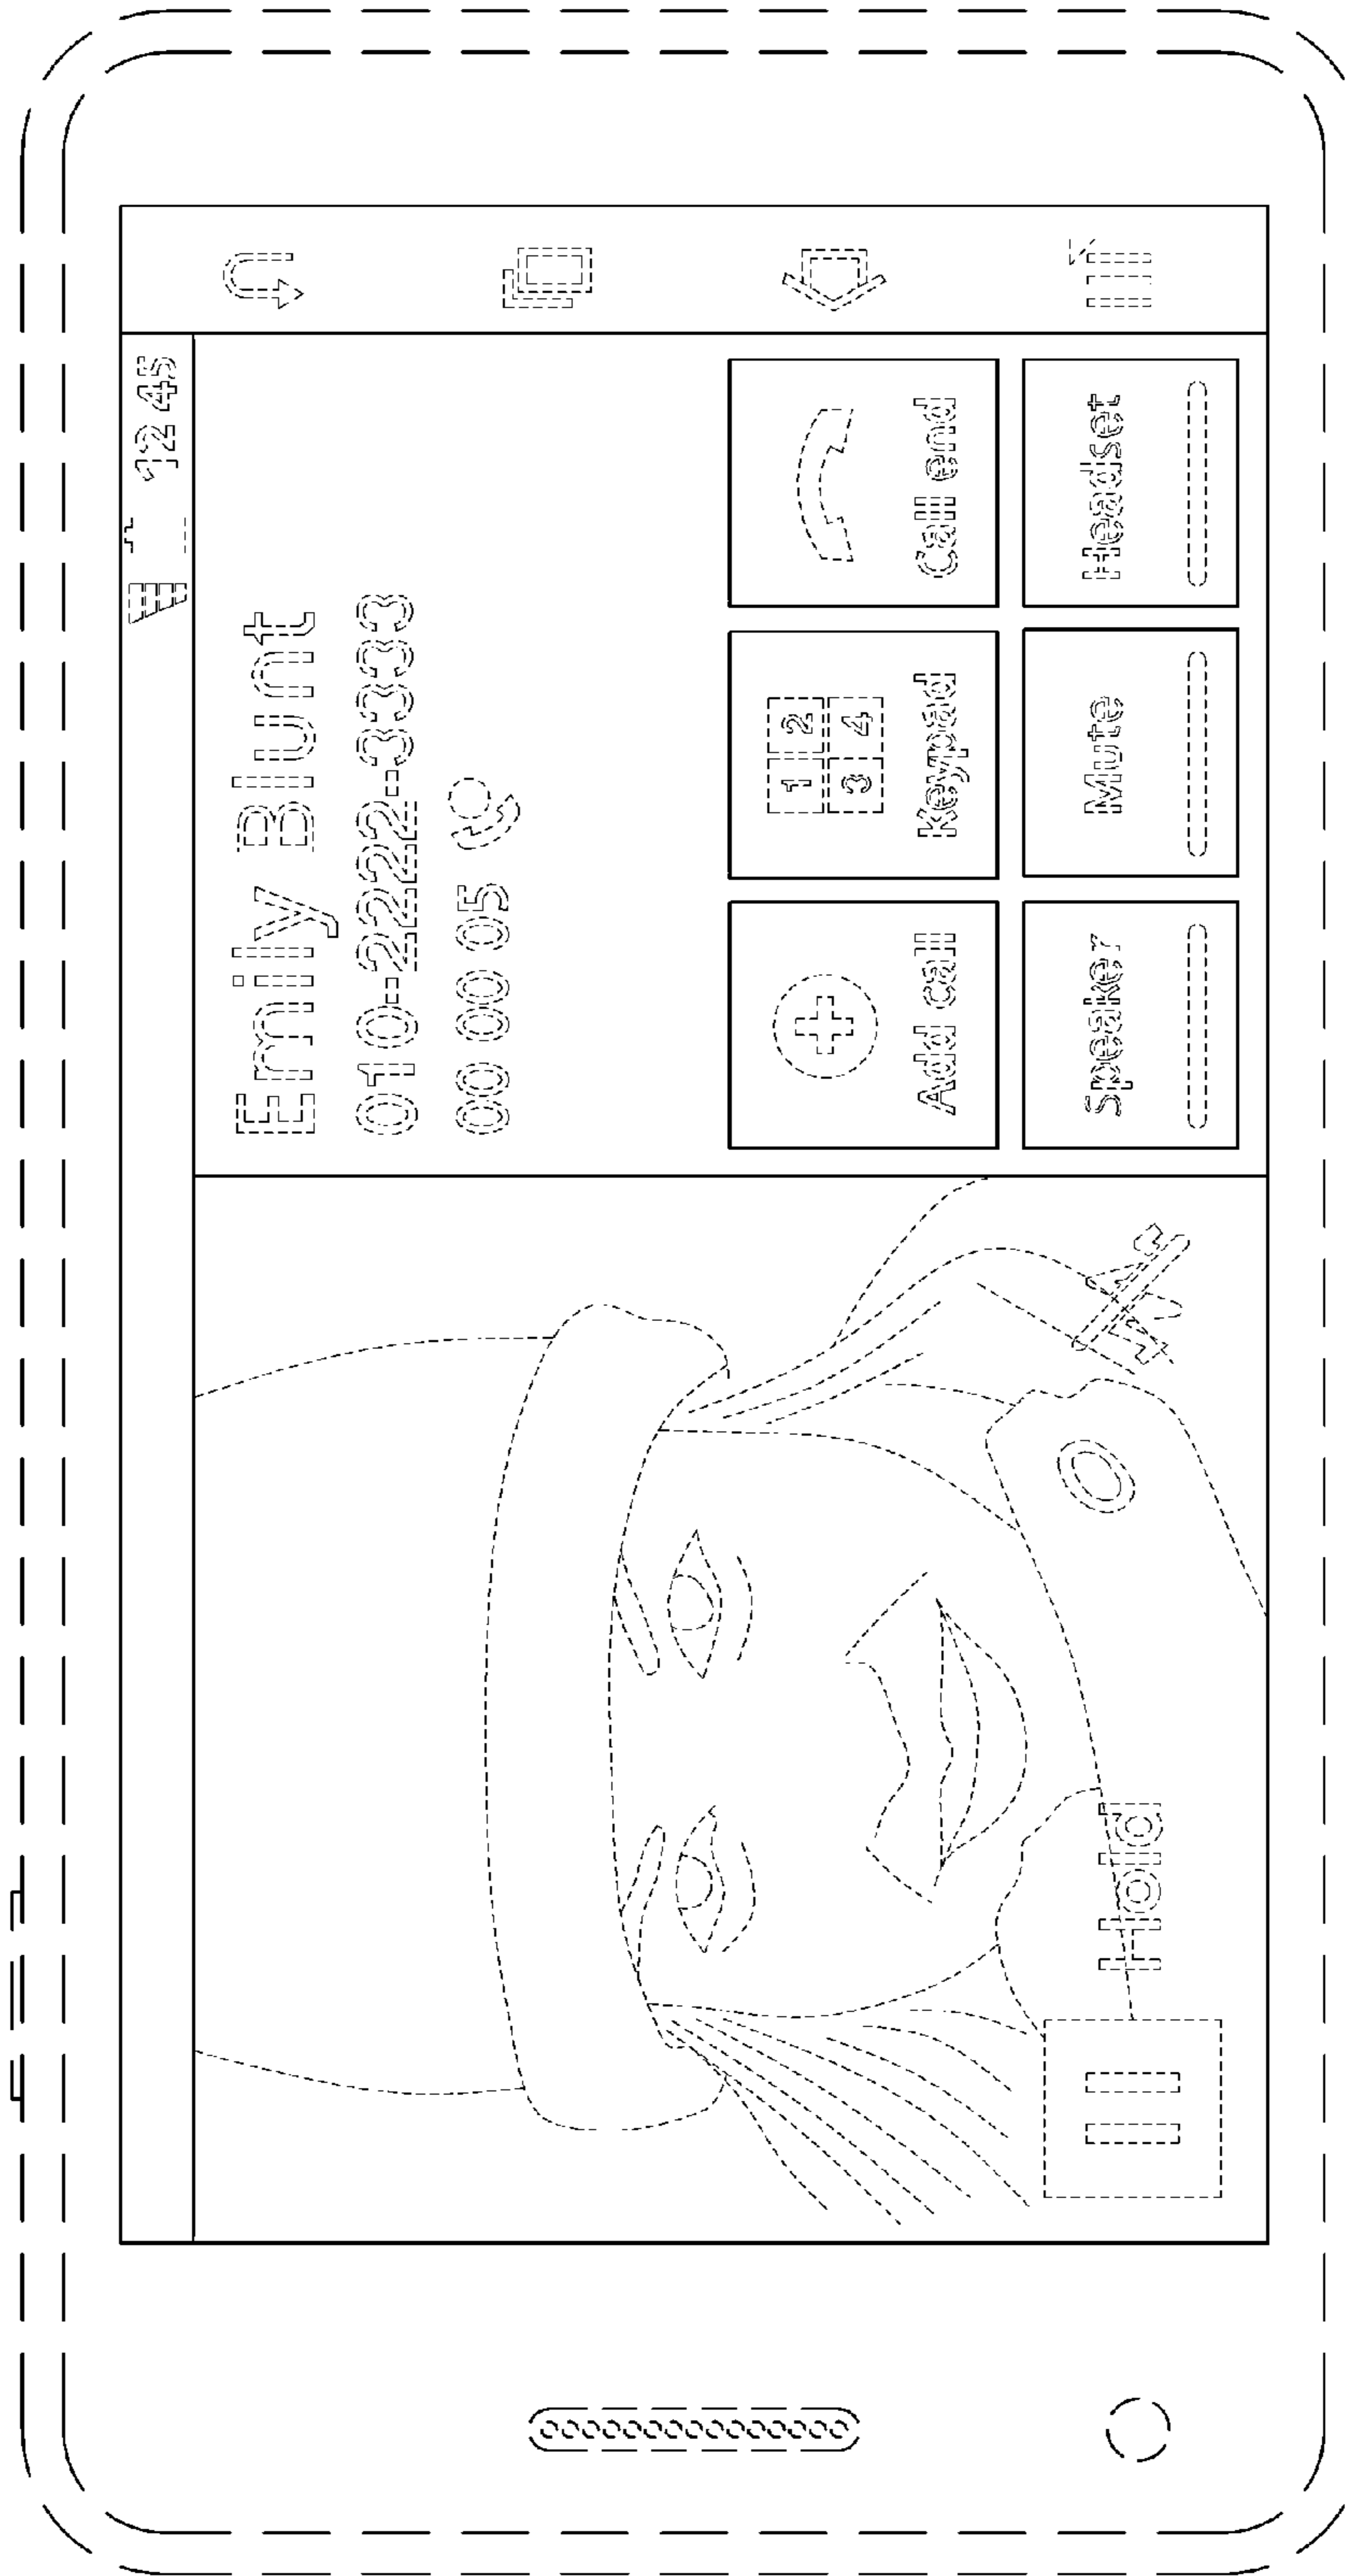 12 45
Emily Blunt
010-2222-3333
00 00 05
Add call
1 2
3 4
Keypad
Call end
Speaker
Mute
Headset
Hold